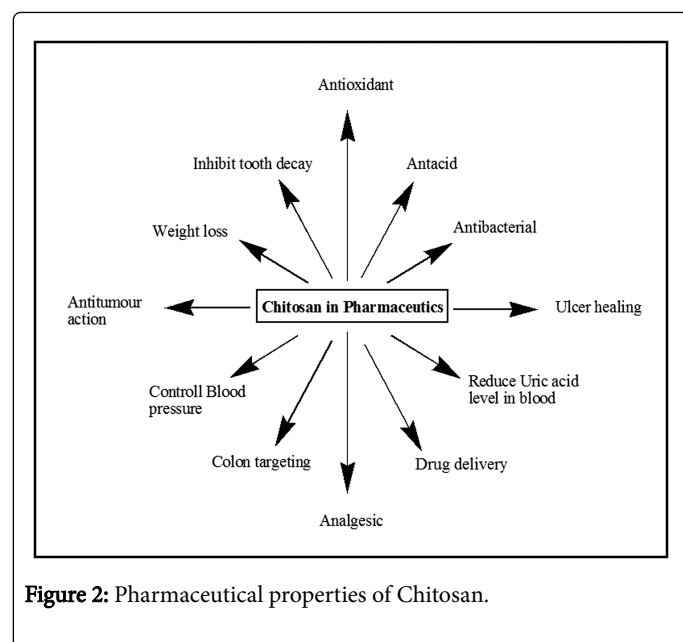 Antioxidant
Inhibit tooth decay
Antacid
Weight loss
Antibacterial
Antitumour
action
Chitosan in Pharmaceutics
Ulcer healing
Controll Blood
pressure
Reduce Uric acid
level in blood
Colon targeting
Drug delivery
Analgesic
Figure 2: Pharmaceutical properties of Chitosan.